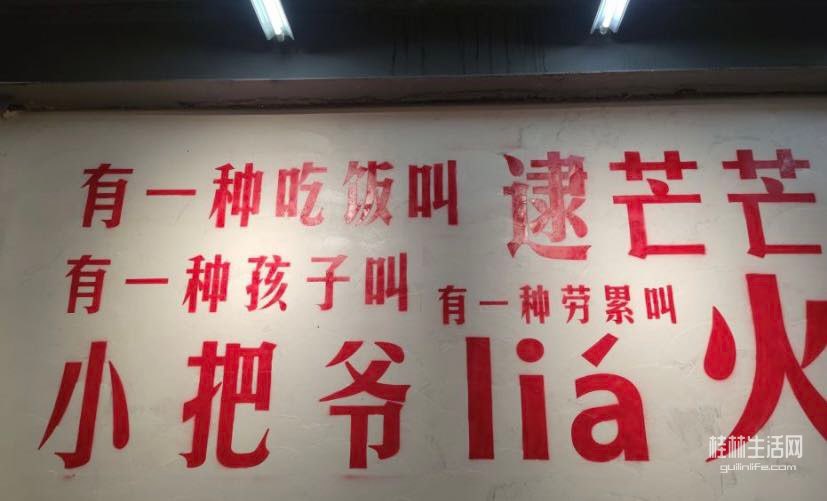 有一种吃饭叫 逮芒芒
有一种孩子叫 有一种劳累叫
小把爷 liá火
桂林生活网
guilinlife.com